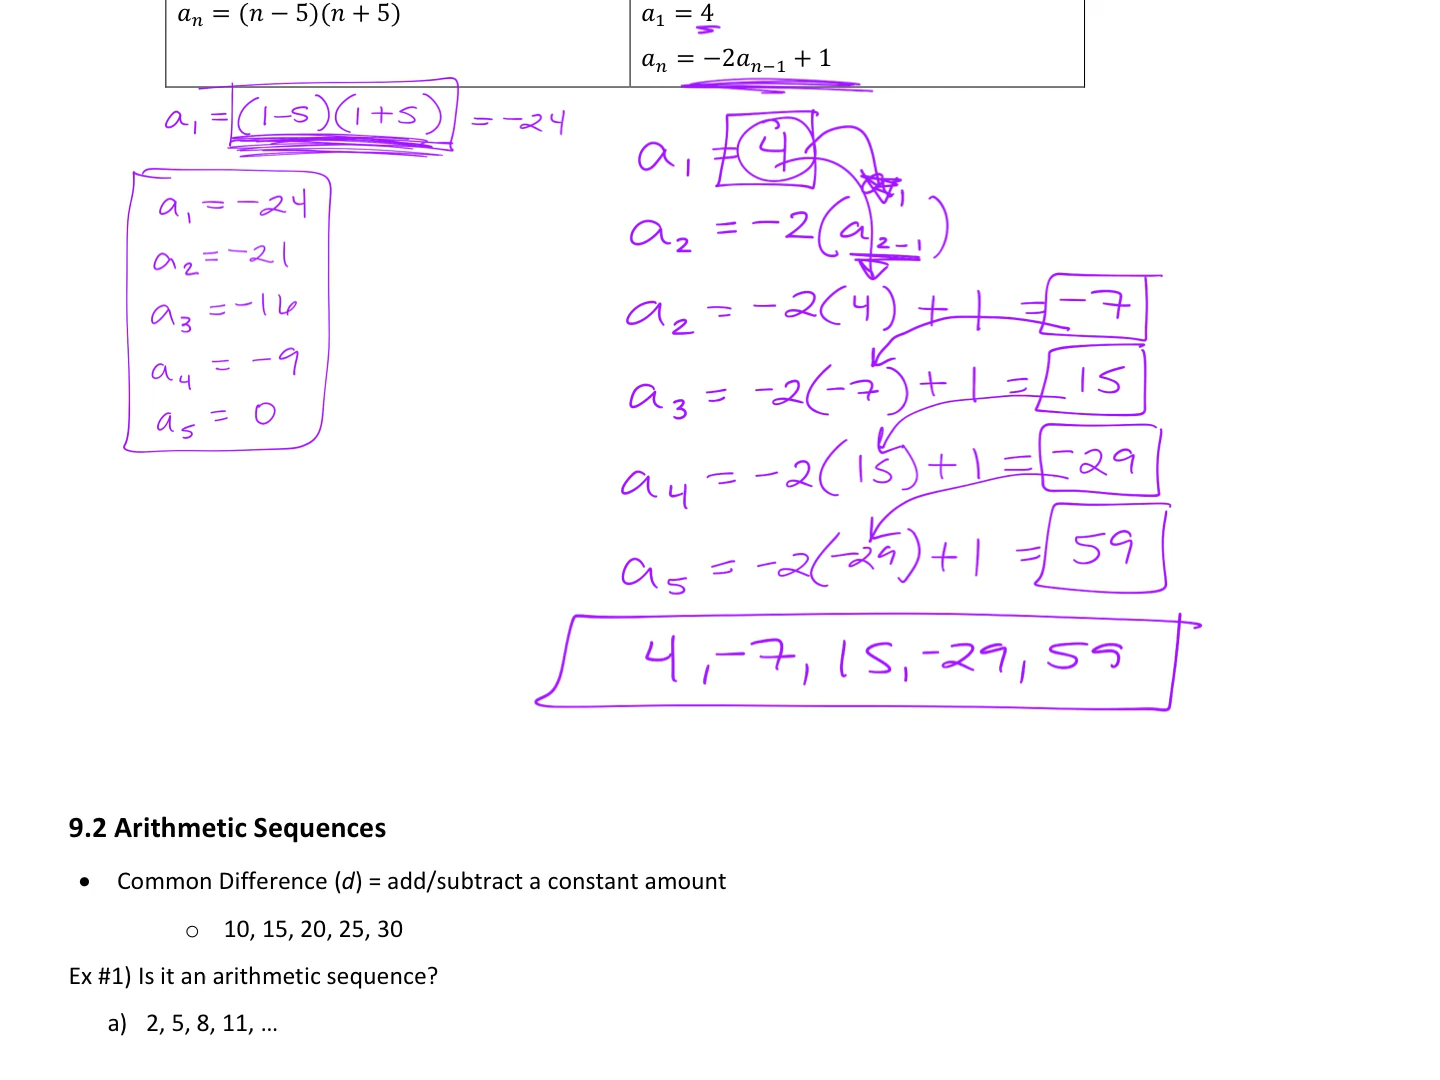 aₙ = (n − 5)(n + 5)
a₁ = 4
aₙ = −2aₙ₋₁ + 1
a₁ = (1-5)(1+5) = -24
a₁ = -24
a₂ = -21
a₃ = -16
a₄ = -9
a₅ = 0
a₁ = 4
a₂ = -2(a₂₋₁)
a₂ = -2(4) + 1 = -7
a₃ = -2(-7) + 1 = 15
a₄ = -2(15) + 1 = -29
a₅ = -2(-29) + 1 = 59
4, -7, 15, -29, 59
9.2 Arithmetic Sequences
• Common Difference (d) = add/subtract a constant amount
○ 10, 15, 20, 25, 30
Ex #1) Is it an arithmetic sequence?
a) 2, 5, 8, 11, ...